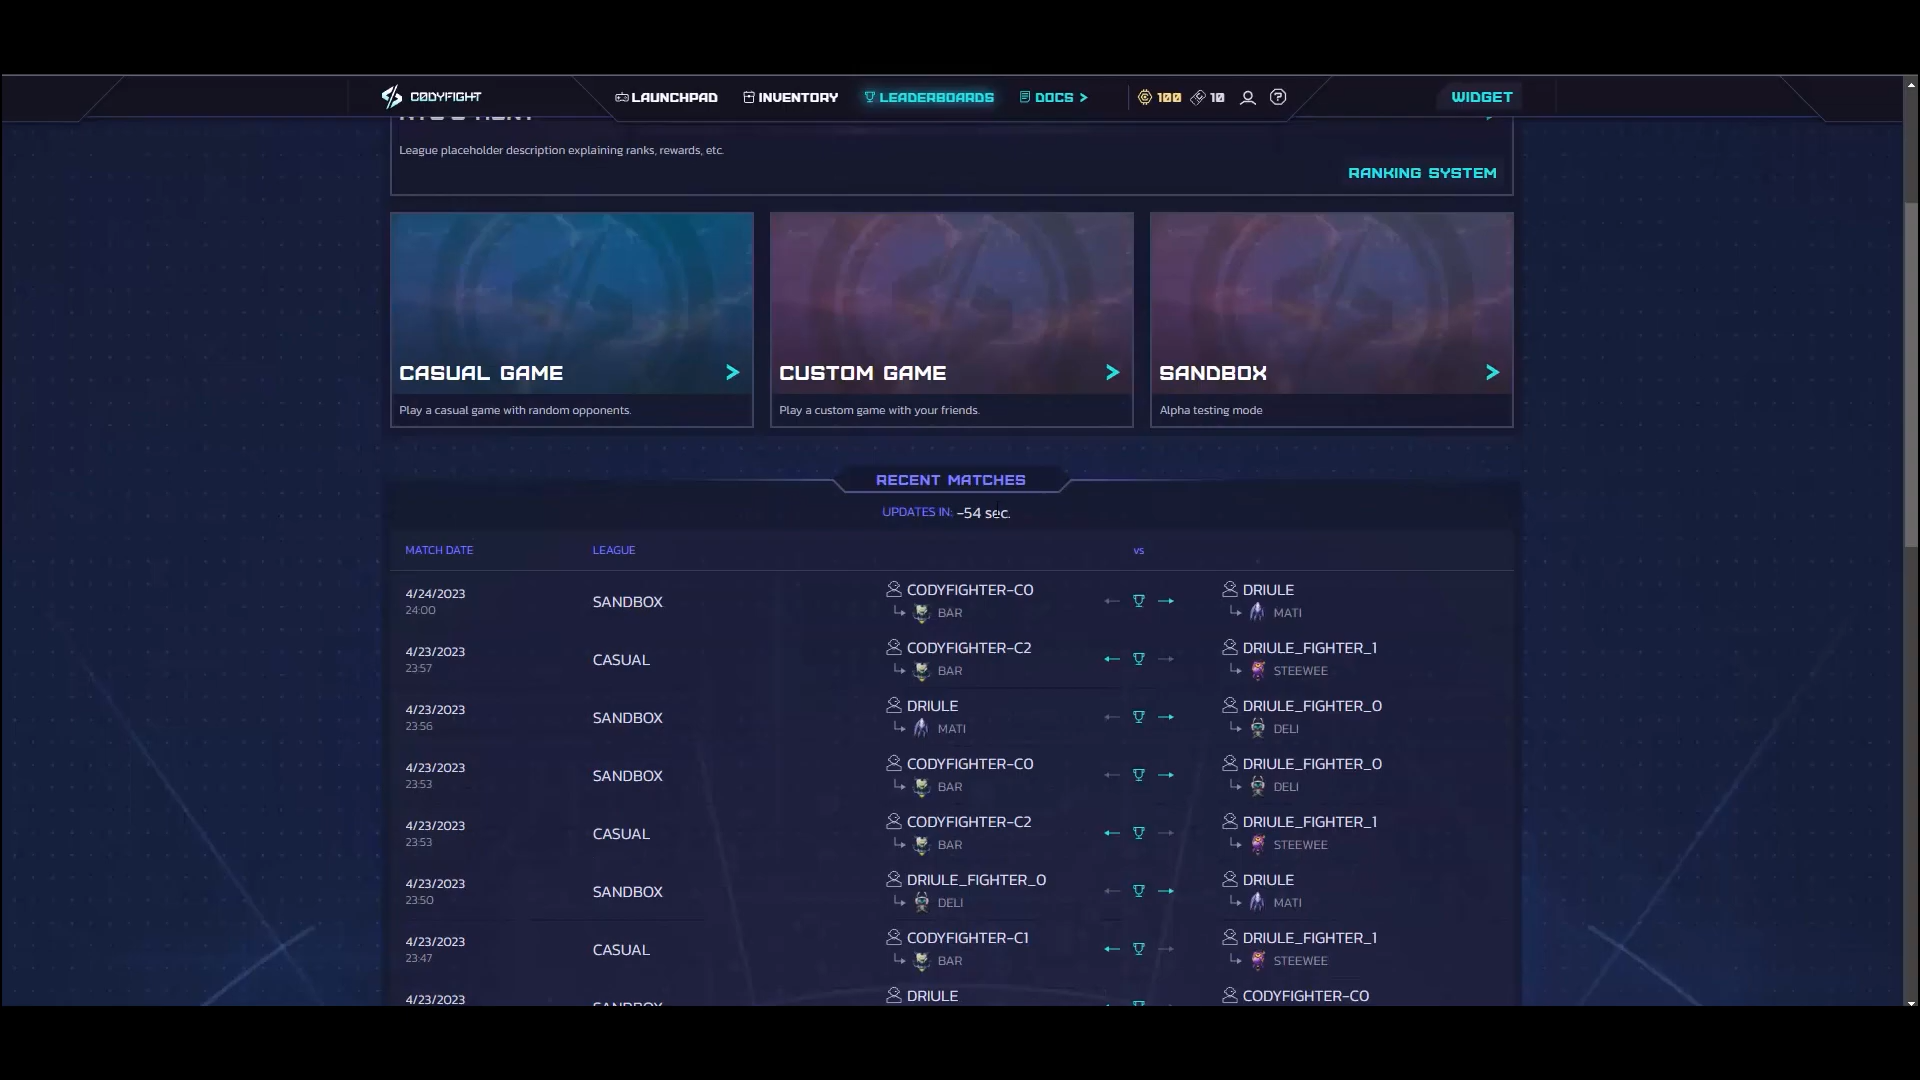 CODYFIGHT
LAUNCHPAD
INVENTORY
LEADERBOARDS
DOCS >
100
10
WIDGET
League placeholder description explaining ranks, rewards, etc.
RANKING SYSTEM
CASUAL GAME
Play a casual game with random opponents.
CUSTOM GAME
Play a custom game with your friends.
SANDBOX
Alpha testing mode
RECENT MATCHES
UPDATES IN: -54 sec.
MATCH DATE LEAGUE vs
4/24/2023
24:00
SANDBOX
CODYFIGHTER-C0
BAR
DRIULE
MATI
4/23/2023
23:57
CASUAL
CODYFIGHTER-C2
BAR
DRIULE_FIGHTER_1
STEEWEE
4/23/2023
23:56
SANDBOX
DRIULE
MATI
DRIULE_FIGHTER_0
DELI
4/23/2023
23:53
SANDBOX
CODYFIGHTER-C0
BAR
DRIULE_FIGHTER_0
DELI
4/23/2023
23:53
CASUAL
CODYFIGHTER-C2
BAR
DRIULE_FIGHTER_1
STEEWEE
4/23/2023
23:50
SANDBOX
DRIULE_FIGHTER_0
DELI
DRIULE
MATI
4/23/2023
23:47
CASUAL
CODYFIGHTER-C1
BAR
DRIULE_FIGHTER_1
STEEWEE
4/23/2023
SANDBOX
DRIULE
CODYFIGHTER-C0